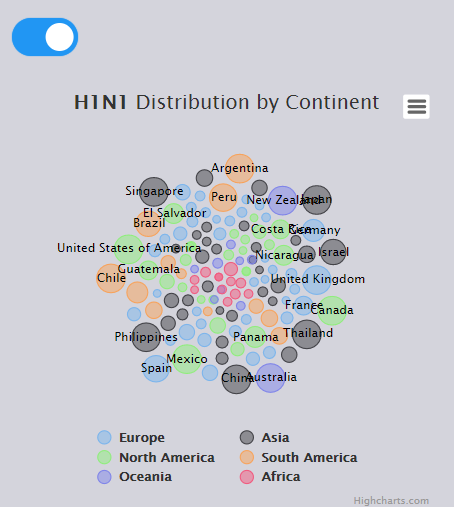 H1N1 Distribution by Continent
Argentina
Singapore
Peru
New Zealand
Japan
El Salvador
Brazil
Costa Rica
Germany
United States of America
Nicaragua
Israel
Guatemala
Chile
United Kingdom
France
Canada
Philippines
Panama
Thailand
Mexico
Spain
China
Australia
Europe
Asia
North America
South America
Oceania
Africa
Highcharts.com